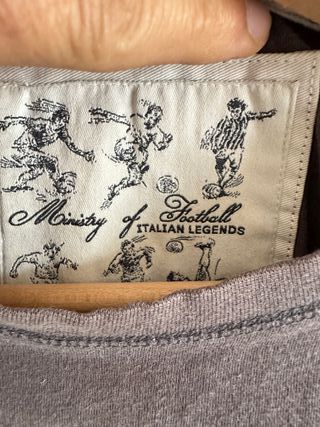 Ministry of Football
ITALIAN LEGENDS